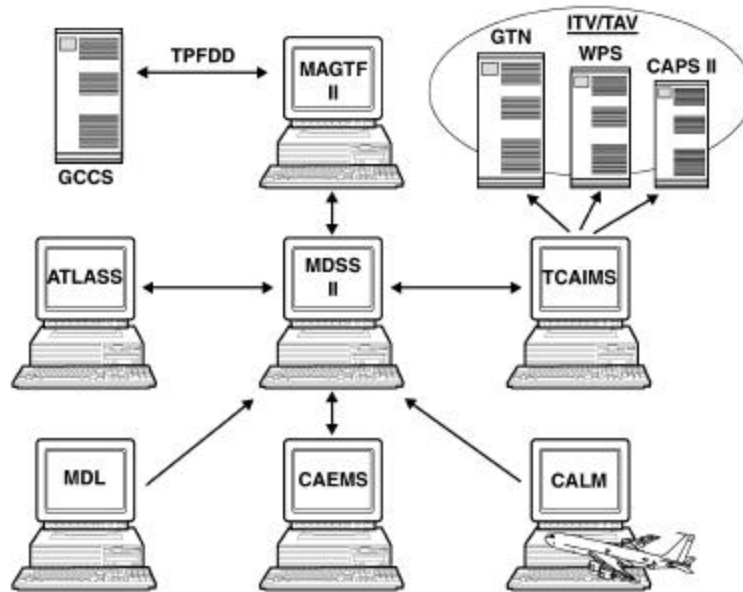 ITV/TAV
GTN
WPS
CAPS II
TPFDD
MAGTF
II
GCCS
ATLASS
MDSS
II
TCAIMS
MDL
CAEMS
CALM